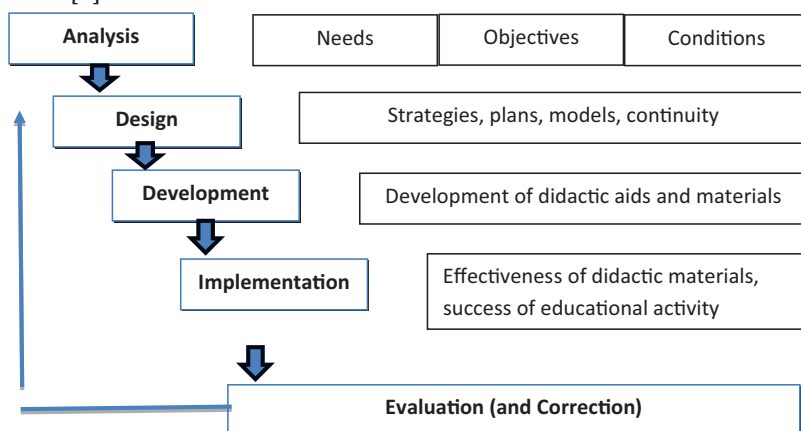 Analysis
Needs
Objectives
Conditions
Design
Strategies, plans, models, continuity
Development
Development of didactic aids and materials
Implementation
Effectiveness of didactic materials,
success of educational activity
Evaluation (and Correction)